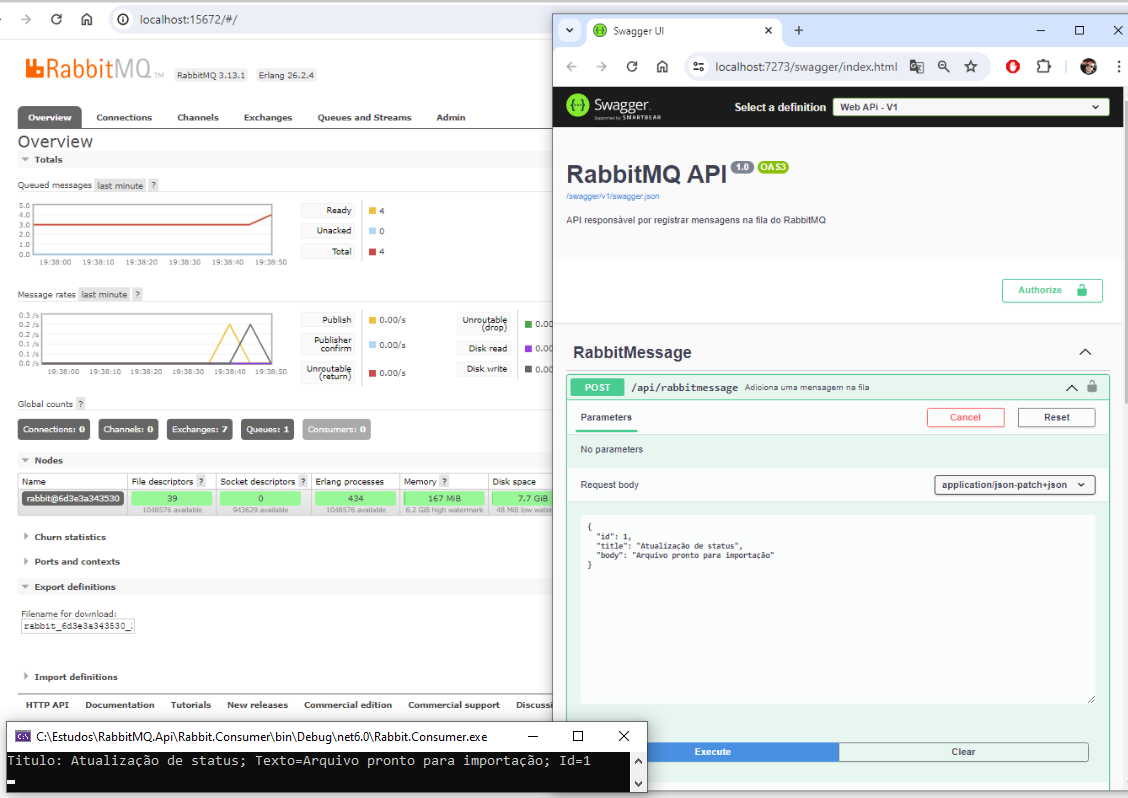 localhost:15672/#/
RabbitMQ TM
RabbitMQ 3.13.1
Erlang 26.2.4
Overview
Connections
Channels
Exchanges
Queues and Streams
Admin
Overview
Totals
Queued messages last minute ?
5.0
4.0
3.0
2.0
1.0
0.0
19:38:00 19:38:10 19:38:20 19:38:30 19:38:40 19:38:50
Ready 4
Unacked 0
Total 4
Message rates last minute ?
0.3 /s
0.2 /s
0.2 /s
0.1 /s
0.1 /s
0.0 /s
19:38:00 19:38:10 19:38:20 19:38:30 19:38:40 19:38:50
Publish 0.00/s
Publisher
confirm 0.00/s
Unroutable
(return) 0.00/s
Unroutable
(drop) 0.00
Disk read 0.00
Disk write 0.00
Global counts ?
Connections: 0
Channels: 0
Exchanges: 7
Queues: 1
Consumers: 0
Nodes
Name File descriptors ? Socket descriptors ? Erlang processes Memory ? Disk space
rabbit@6d3e3a343530 39 0 434 167 MiB 7.7 GiB
1048576 available 943629 available 1048576 available 6.2 GiB high watermark 48 MiB low water
Churn statistics
Ports and contexts
Export definitions
Filename for download:
rabbit_6d3e3a343530_
Import definitions
HTTP API Documentation Tutorials New releases Commercial edition Commercial support Discussi
Swagger UI
localhost:7273/swagger/index.html
Swagger.
Supported by SMARTBEAR
Select a definition
Web APi - V1
RabbitMQ API 1.0 OAS3
/swagger/v1/swagger.json
API responsável por registrar mensagens na fila do RabbitMQ
Authorize
RabbitMessage
POST /api/rabbitmessage Adiciona uma mensagem na fila
Parameters
Cancel
Reset
No parameters
Request body
application/json-patch+json
{
"id": 1,
"title": "Atualização de status",
"body": "Arquivo pronto para importação"
}
Execute
Clear
C:\Estudos\RabbitMQ.Api\Rabbit.Consumer\bin\Debug\net6.0\Rabbit.Consumer.exe
Titulo: Atualização de status; Texto=Arquivo pronto para importação; Id=1